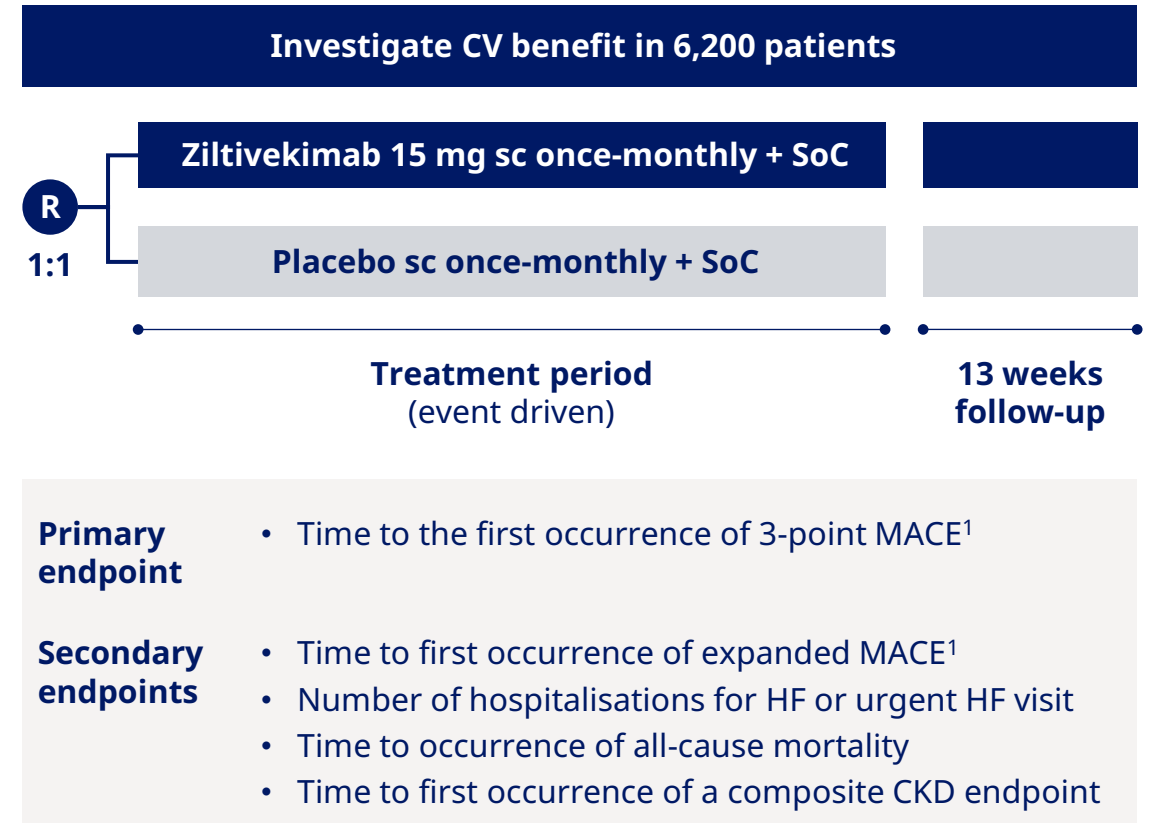 Investigate CV benefit in 6,200 patients
Ziltivekimab 15 mg sc once-monthly + SoC
R
1:1
Placebo sc once-monthly + SoC
Treatment period
(event driven)
13 weeks
follow-up
Primary
endpoint
• Time to the first occurrence of 3-point MACE¹
Secondary
endpoints
• Time to first occurrence of expanded MACE¹
• Number of hospitalisations for HF or urgent HF visit
• Time to occurrence of all-cause mortality
• Time to first occurrence of a composite CKD endpoint